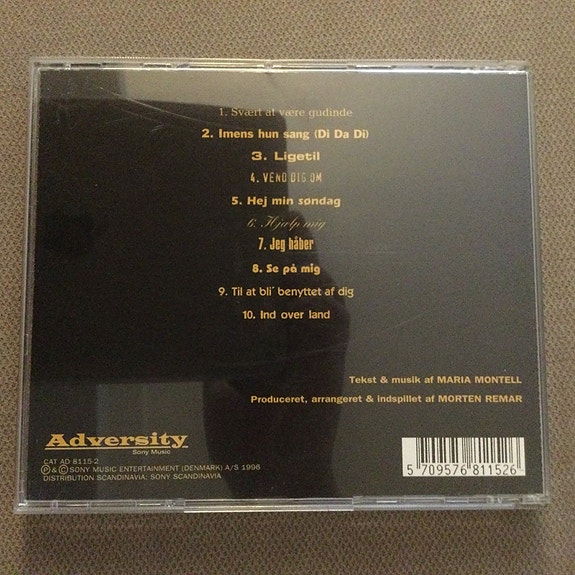 1. Svært at være gudinde
2. Imens hun sang (Di Da Di)
3. Ligetil
4. VEND DIG OM
5. Hej min søndag
6. Hjælp mig
7. Jeg håber
8. Se på mig
9. Til at bli' benyttet af dig
10. Ind over land
Tekst & musik af MARIA MONTELL
Produceret, arrangeret & indspillet af MORTEN REMAR
Adversity
Sony Music
CAT AD 8115-2
℗ & © SONY MUSIC ENTERTAINMENT (DENMARK) A/S 1996
DISTRIBUTION SCANDINAVIA: SONY SCANDINAVIA
5 709576 811526